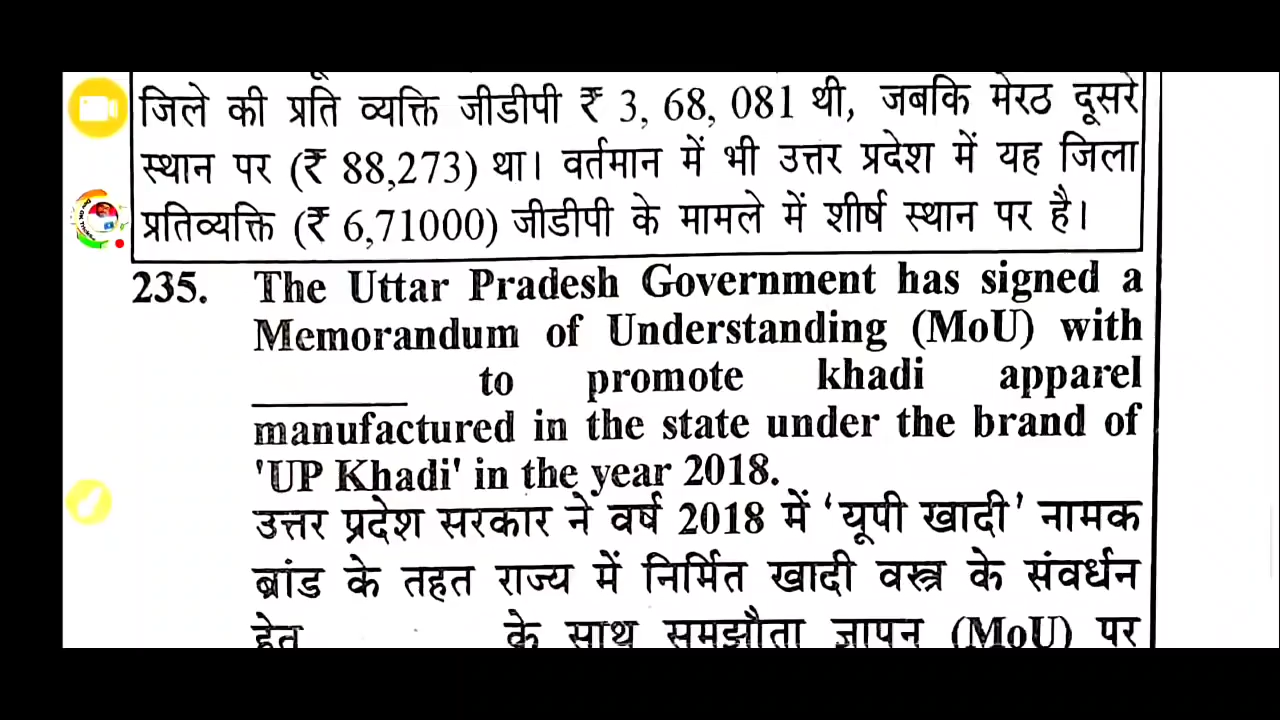 जिले की प्रति व्यक्ति जीडीपी ₹ 3, 68, 081 थी, जबकि मेरठ दूसरे
स्थान पर (₹ 88,273) था। वर्तमान में भी उत्तर प्रदेश में यह जिला
प्रतिव्यक्ति (₹ 6,71000) जीडीपी के मामले में शीर्ष स्थान पर है।
235. The Uttar Pradesh Government has signed a
Memorandum of Understanding (MoU) with
________ to promote khadi apparel
manufactured in the state under the brand of
'UP Khadi' in the year 2018.
उत्तर प्रदेश सरकार ने वर्ष 2018 में ‘यूपी खादी’ नामक
ब्रांड के तहत राज्य में निर्मित खादी वस्त्र के संवर्धन
हेतु के साथ समझौता ज्ञापन (MoU) पर